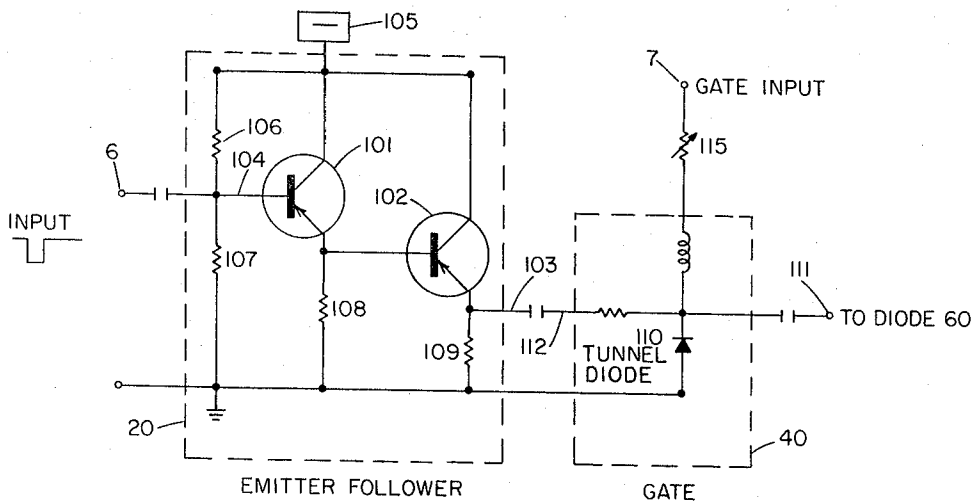 105
7
GATE INPUT
106
101
115
6
104
102
INPUT
107
103
111
108
TO DIODE 60
112
110
109
TUNNEL
DIODE
20
40
EMITTER FOLLOWER
GATE